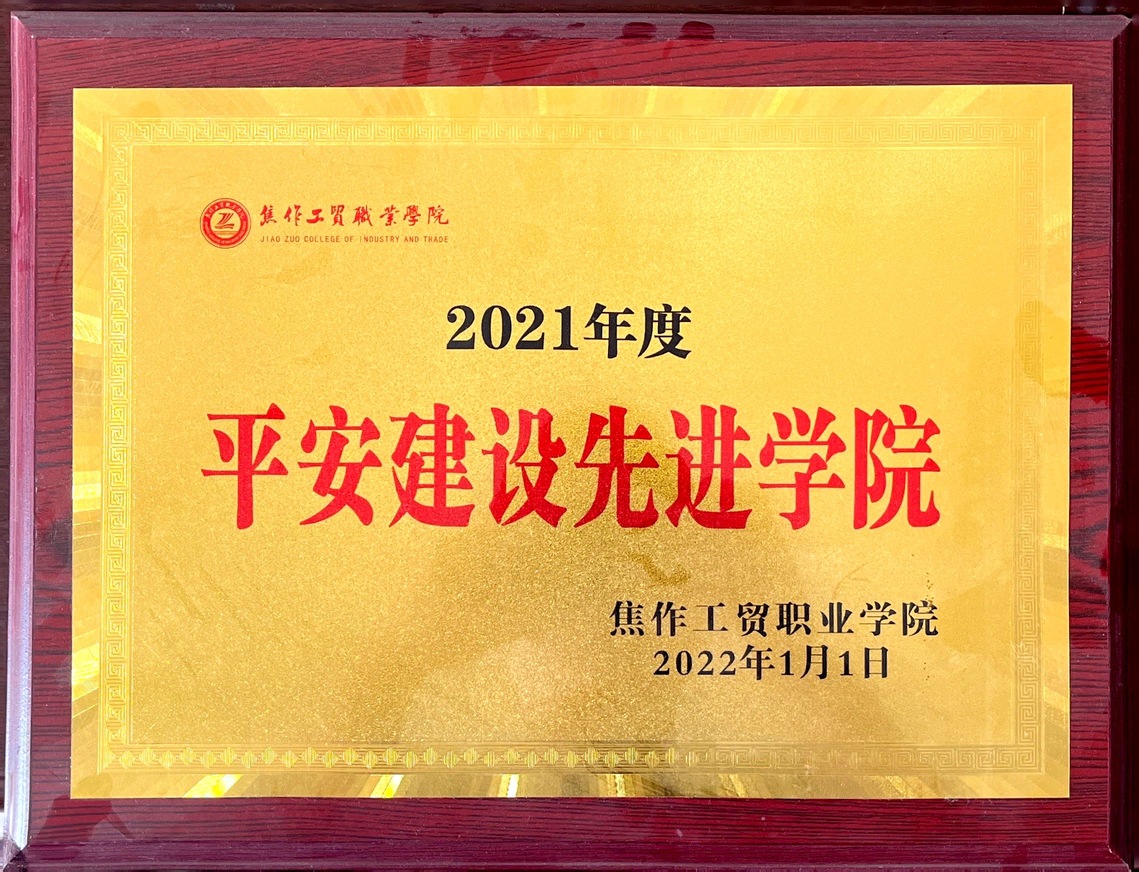 焦作工贸職業學院
JIAO ZUO COLLEGE OF INDUSTRY AND TRADE
2021年度
平安建设先进学院
焦作工贸职业学院
2022年1月1日